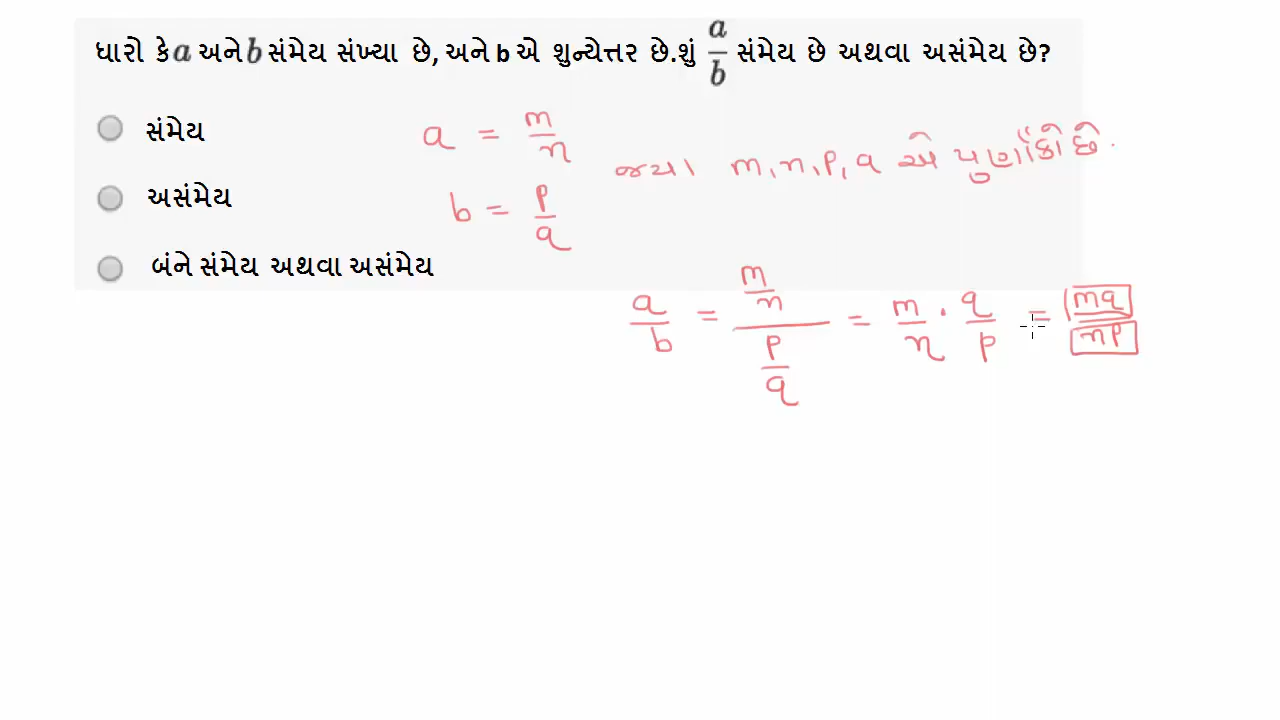 ધારો કે a અને b સંમેય સંખ્યા છે, અને b એ શુન્યેત્તર છે.શું a/b સંમેય છે અથવા અસંમેય છે?
સંમેય
a = m/n
જ્યાં m, n, p, q એ પુર્ણાંકો છે.
અસંમેય
b = p/q
બંને સંમેય અથવા અસંમેય
a/b = (m/n)/(p/q) = m/n · q/p = mq/np